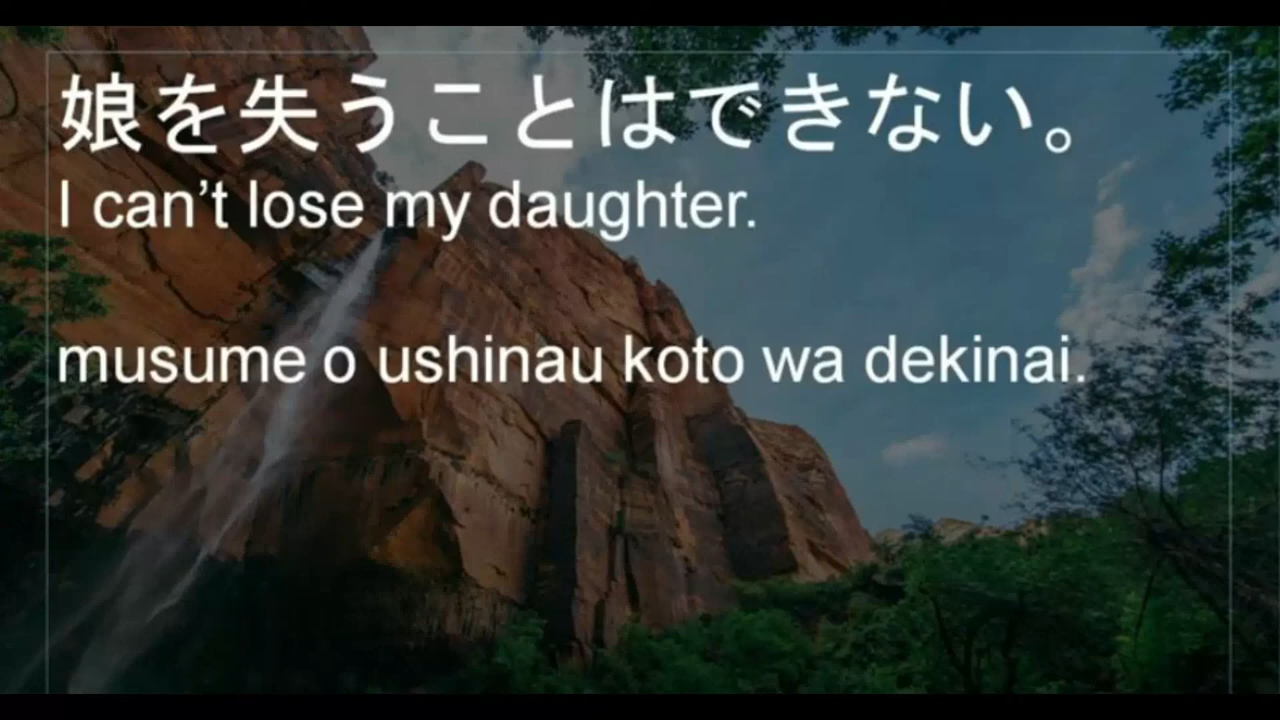 娘を失うことはできない。
I can’t lose my daughter.
musume o ushinau koto wa dekinai.